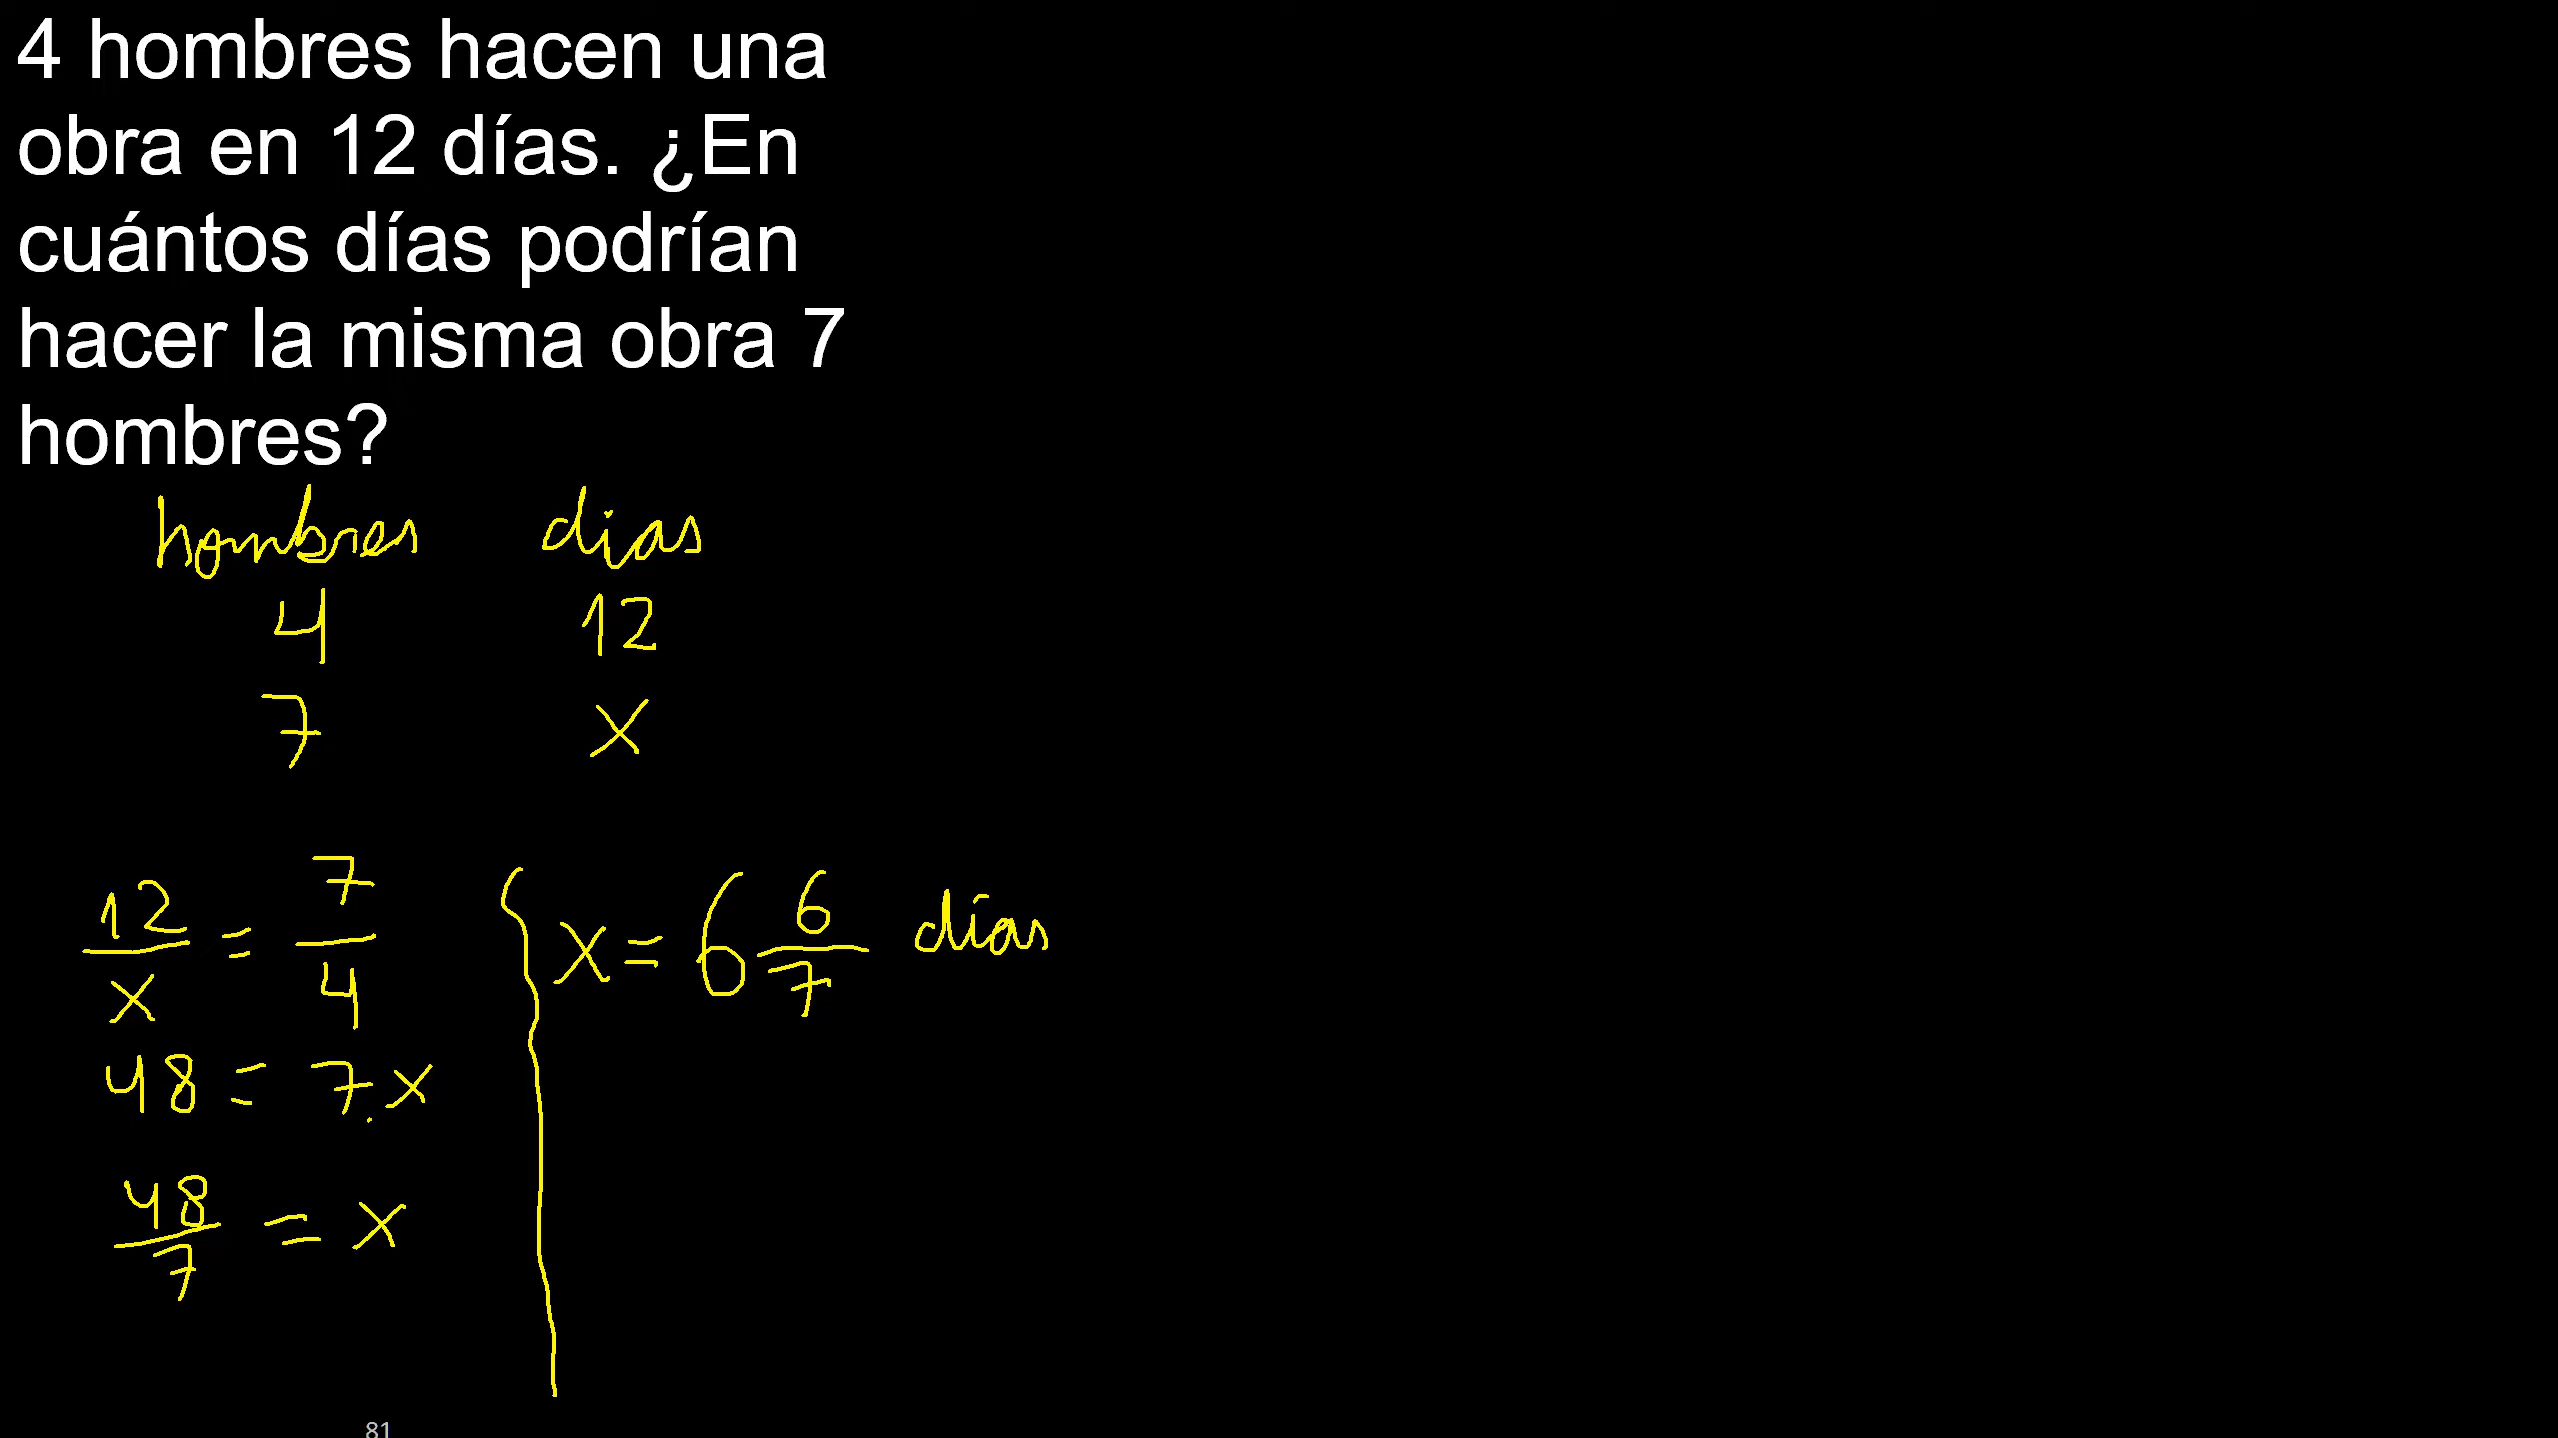 4 hombres hacen una
obra en 12 días. ¿En
cuántos días podrían
hacer la misma obra 7
hombres?
hombres dias
4 12
7 x
12/x = 7/4
48 = 7.x
48/7 = x
x = 6 6/7 días
81